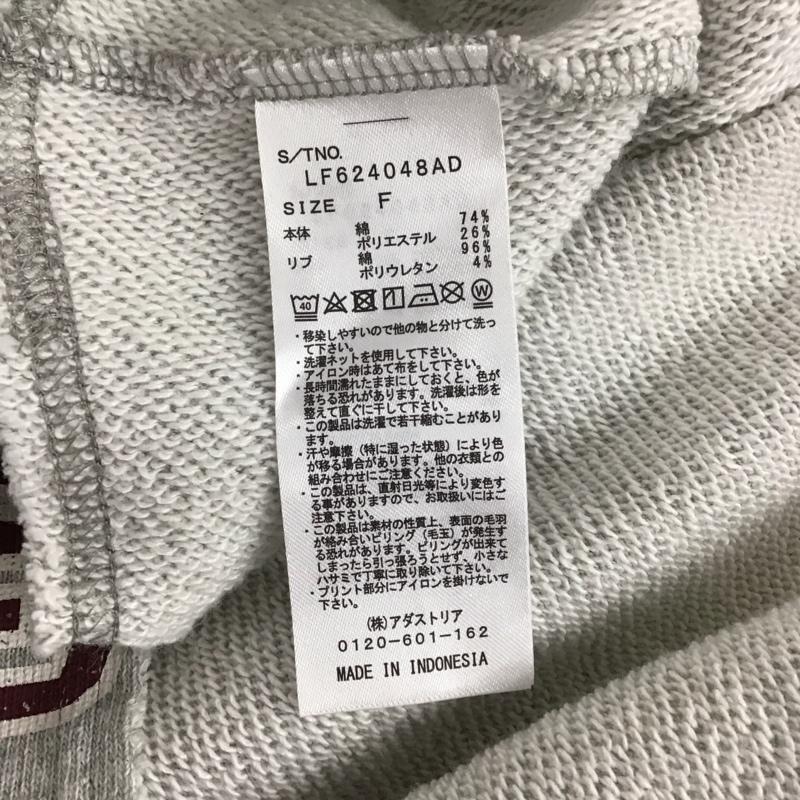 S/TNO.
LF624048AD
SIZE F
本体 綿 74%
ポリエステル 26%
リブ 綿 96%
ポリウレタン 4%
40 W
・移染しやすいので他の物と分けて洗っ
て下さい。
・洗濯ネットを使用して下さい。
・アイロン時はあて布をして下さい。
・長時間濡れたままにしておくと、色が
落ちる恐れがあります。洗濯後は形を
整えて直ぐに干して下さい。
・この製品は洗濯で若干縮むことがあり
ます。
・汗や摩擦（特に湿った状態）により色
が移る場合があります。他の衣類との
組み合わせにご注意ください。
・この製品は、直射日光等により変色す
る事がありますので、お取扱いにはご
注意下さい。
・この製品は素材の性質上、表面の毛羽
が絡み合いピリング（毛玉）が発生す
る恐れがあります。ピリングが出来て
しまったら引っ張ろうとせず、小さな
ハサミで丁寧に取り除いて下さい。
・プリント部分にアイロンを掛けないで
下さい。
(株)アダストリア
0120-601-162
MADE IN INDONESIA